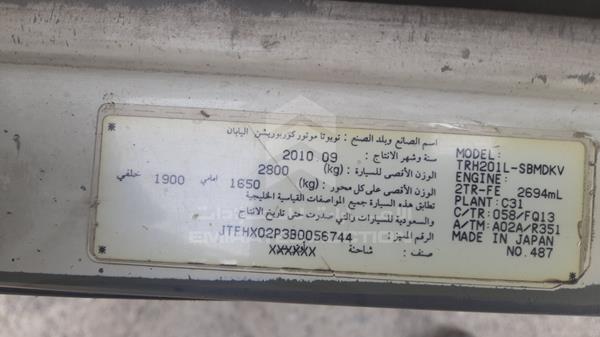 اسم الصانع وبلد الصنع : تويوتا موتور كوربوريشن اليابان
سنة وشهر الانتاج : 2010.09
الوزن الأقصى للسيارة : 2800 (kg)
الوزن الأقصى على كل محور : (kg) 1650 امامي 1900 خلفي
تطابق هذه السيارة جميع المواصفات القياسية الخليجية
والسعودية للسيارات والتي صدرت حتى تاريخ الانتاج
الرقم المميز : JTFHX02P3B0056744
صنف : شاحنة XXXXXX
MODEL:
TRH201L-SBMDKV
ENGINE:
2TR-FE 2694mL
PLANT: C31
C/TR: 058/FQ13
A/TM: A02A/R351
MADE IN JAPAN
NO.487